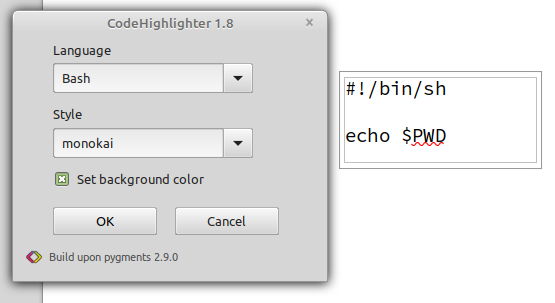 CodeHighlighter 1.8
Language
Bash
Style
monokai
Set background color
OK
Cancel
Build upon pygments 2.9.0
#!/bin/sh
echo $PWD